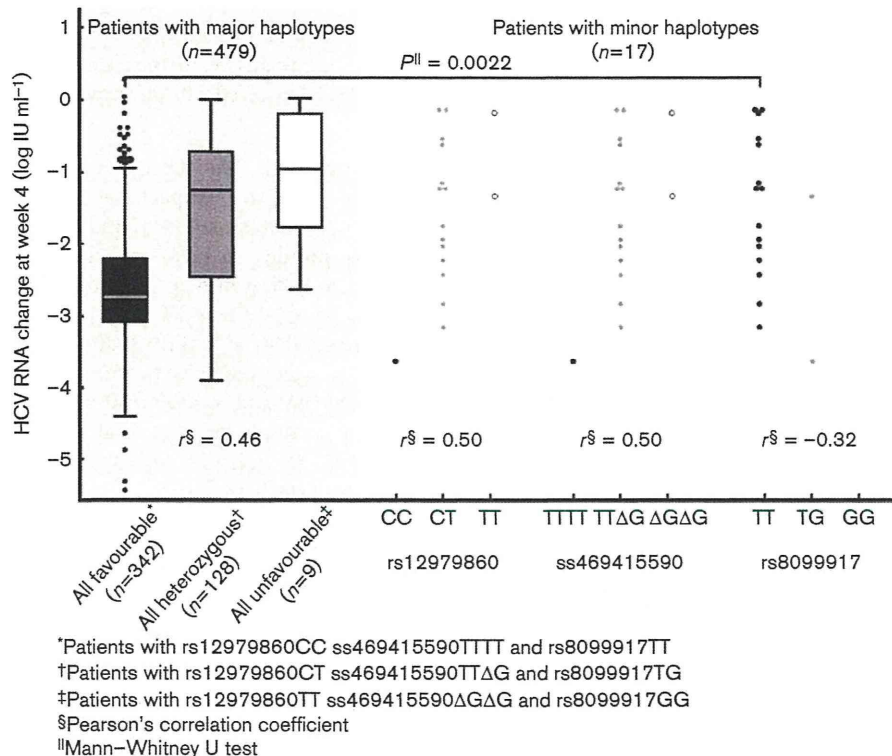 Patients with major haplotypes
(n=479)
Patients with minor haplotypes
(n=17)
P|| = 0.0022
HCV RNA change at week 4 (log IU ml⁻¹)
1
0
−1
−2
−3
−4
−5
r§ = 0.46
r§ = 0.50
r§ = 0.50
r§ = −0.32
All favourable*
(n=342)
All heterozygous†
(n=128)
All unfavourable‡
(n=9)
CC CT TT
TTTT TTΔG ΔGΔG
TT TG GG
rs12979860
ss469415590
rs8099917
*Patients with rs12979860CC ss469415590TTTT and rs8099917TT
†Patients with rs12979860CT ss469415590TTΔG and rs8099917TG
‡Patients with rs12979860TT ss469415590ΔGΔG and rs8099917GG
§Pearson's correlation coefficient
||Mann–Whitney U test